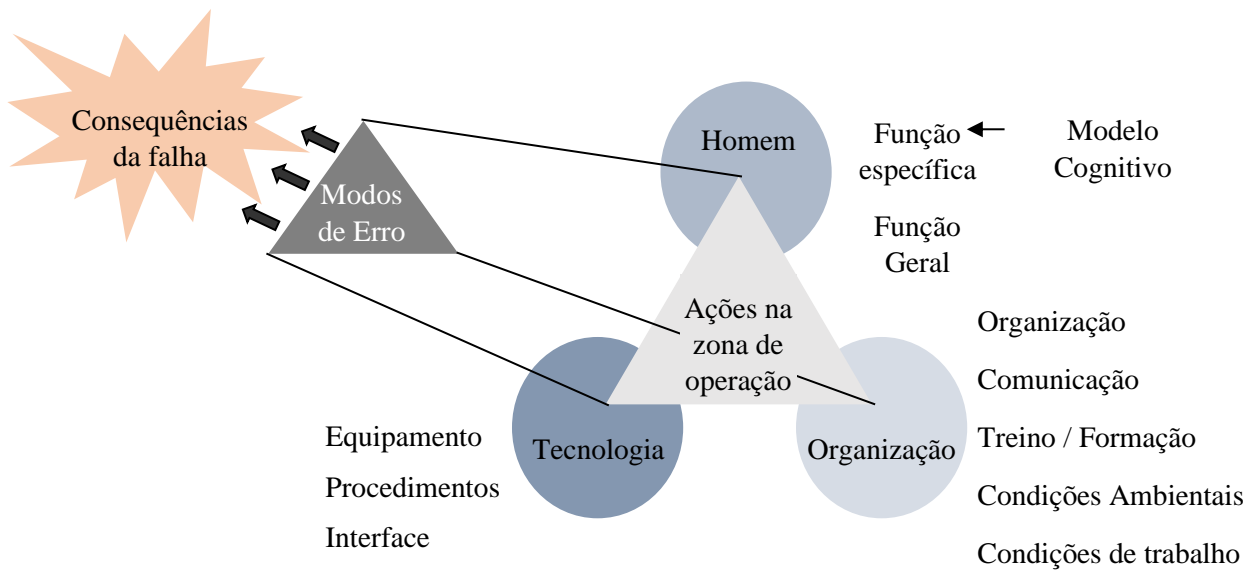 Consequências
da falha
Modos
de Erro
Homem
Função
específica
Modelo
Cognitivo
Função
Geral
Ações na
zona de
operação
Tecnologia
Organização
Equipamento
Procedimentos
Interface
Organização
Comunicação
Treino / Formação
Condições Ambientais
Condições de trabalho